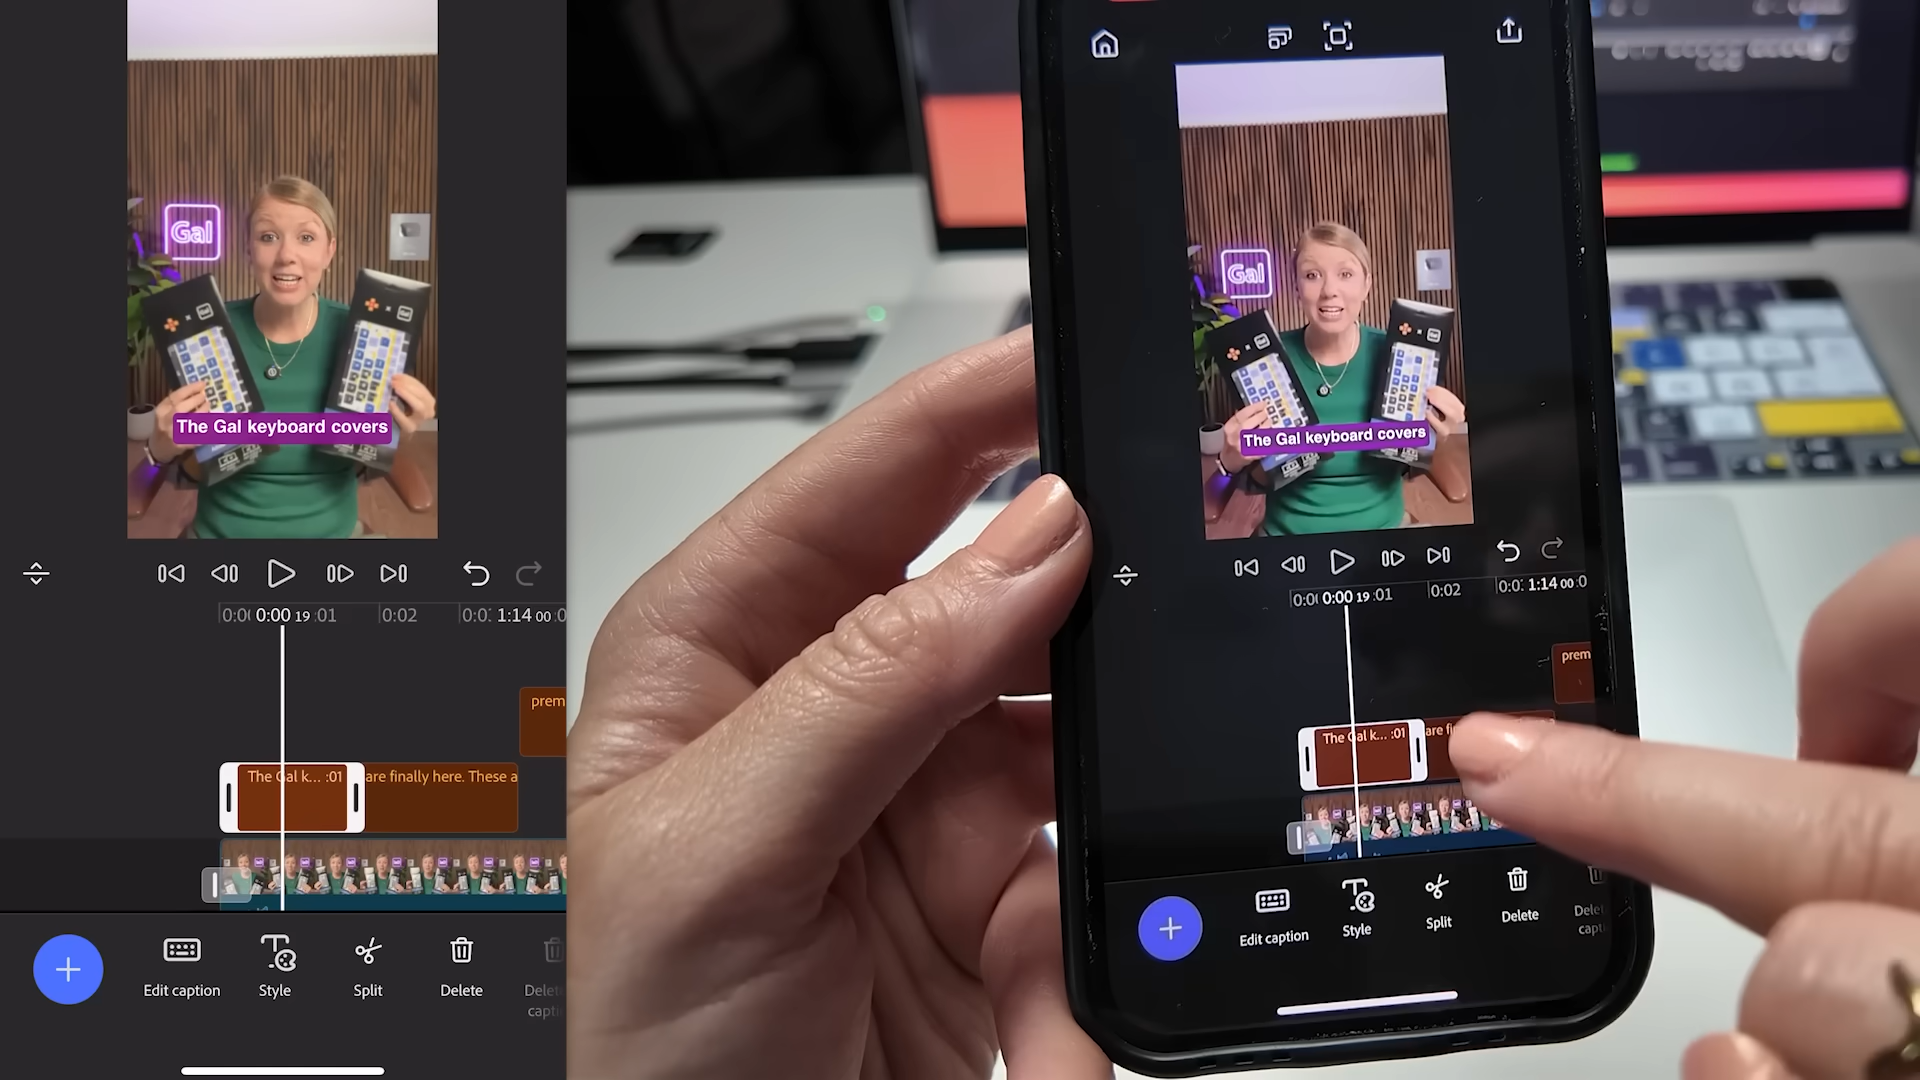 Gal
The Gal keyboard covers
0:00 19 :01
0:02
1:14 00
prem
The Gal k... :01
are finally here. These a
Edit caption
Style
Split
Delete
Gal
The Gal keyboard covers
0:00 19 :01
0:02
1:14 00
prem
The Gal k... :01
Edit caption
Style
Split
Delete